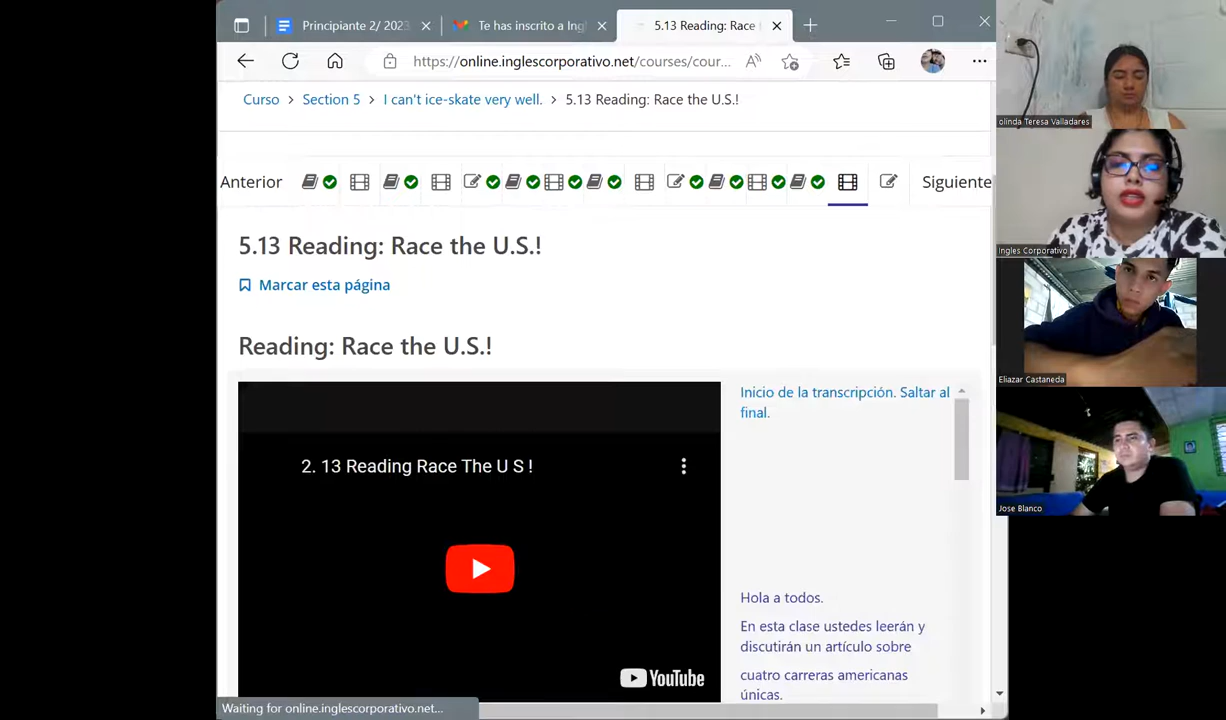 Principiante 2/ 2023
Te has inscrito a Ing
5.13 Reading: Race
https://online.inglescorporativo.net/courses/cour...
Curso > Section 5 > I can't ice-skate very well. > 5.13 Reading: Race the U.S.!
Anterior
Siguiente
5.13 Reading: Race the U.S.!
Marcar esta página
Reading: Race the U.S.!
2. 13 Reading Race The U S !
YouTube
Inicio de la transcripción. Saltar al
final.
Hola a todos.
En esta clase ustedes leerán y
discutirán un artículo sobre
cuatro carreras americanas
únicas.
Waiting for online.inglescorporativo.net...
olinda Teresa Valladares
Ingles Corporativo
Eliazar Castaneda
Jose Blanco